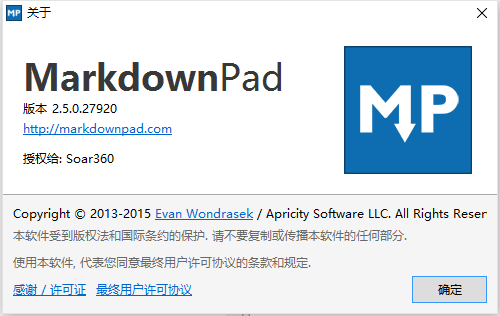 MP 关于
MarkdownPad
MP
版本 2.5.0.27920
http://markdownpad.com
授权给: Soar360
Copyright © 2013-2015 Evan Wondrasek / Apricity Software LLC. All Rights Reser
本软件受到版权法和国际条约的保护. 请不要复制或传播本软件的任何部分.
使用本软件, 代表您同意最终用户许可协议的条款和规定.
感谢 / 许可证 最终用户许可协议 确定